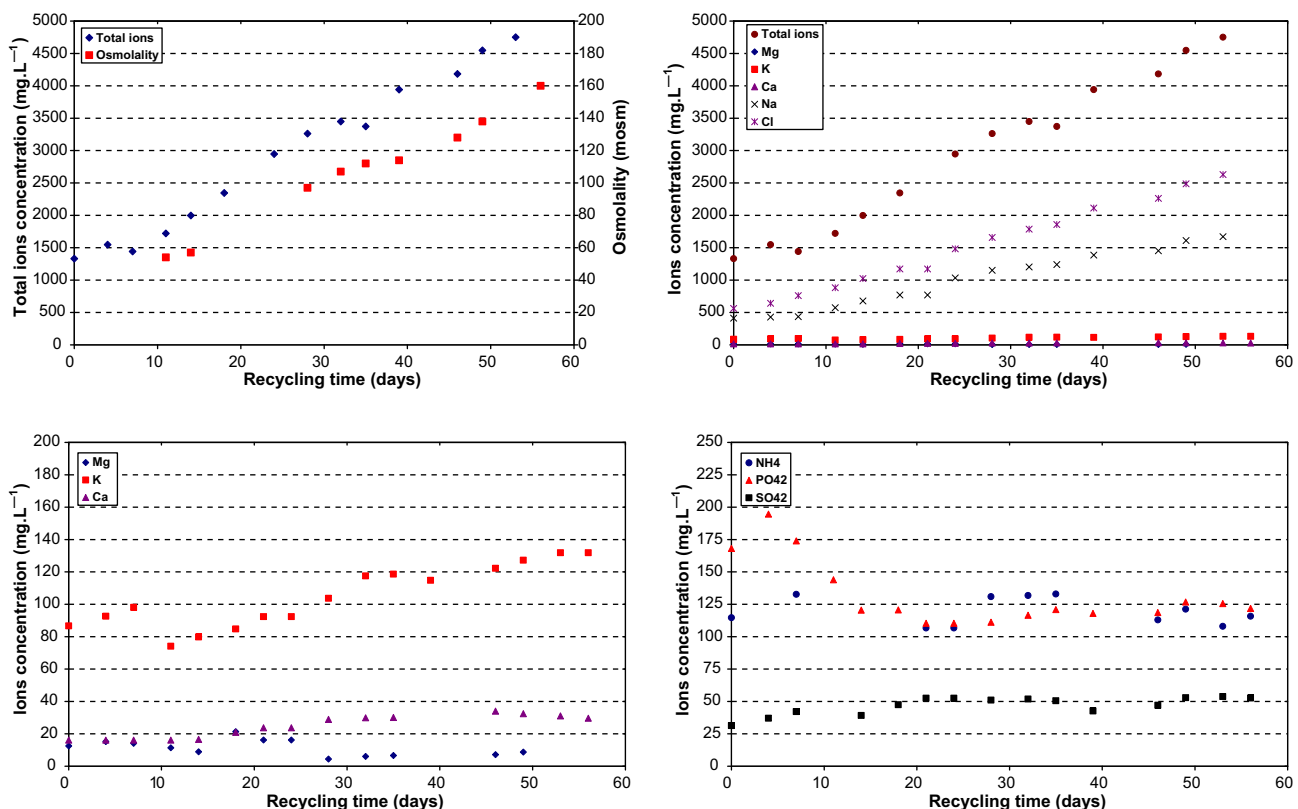 Total ions concentration (mg.L—1)
5000
4500
4000
3500
3000
2500
2000
1500
1000
500
0
Total ions
Osmolality
200
180
160
140
120
100
80
60
40
20
0
Osmolality (mosm)
0 10 20 30 40 50 60
Recycling time (days)
Ions concentration (mg.L—1)
5000
4500
4000
3500
3000
2500
2000
1500
1000
500
0
Total ions
Mg
K
Ca
Na
Cl
0 10 20 30 40 50 60
Recycling time (days)
Ions concentration (mg.L—1)
200
180
160
140
120
100
80
60
40
20
0
Mg
K
Ca
0 10 20 30 40 50 60
Recycling time (days)
Ions concentration (mg.L—1)
250
225
200
175
150
125
100
75
50
25
0
NH4
PO42
SO42
0 10 20 30 40 50 60
Recycling time (days)